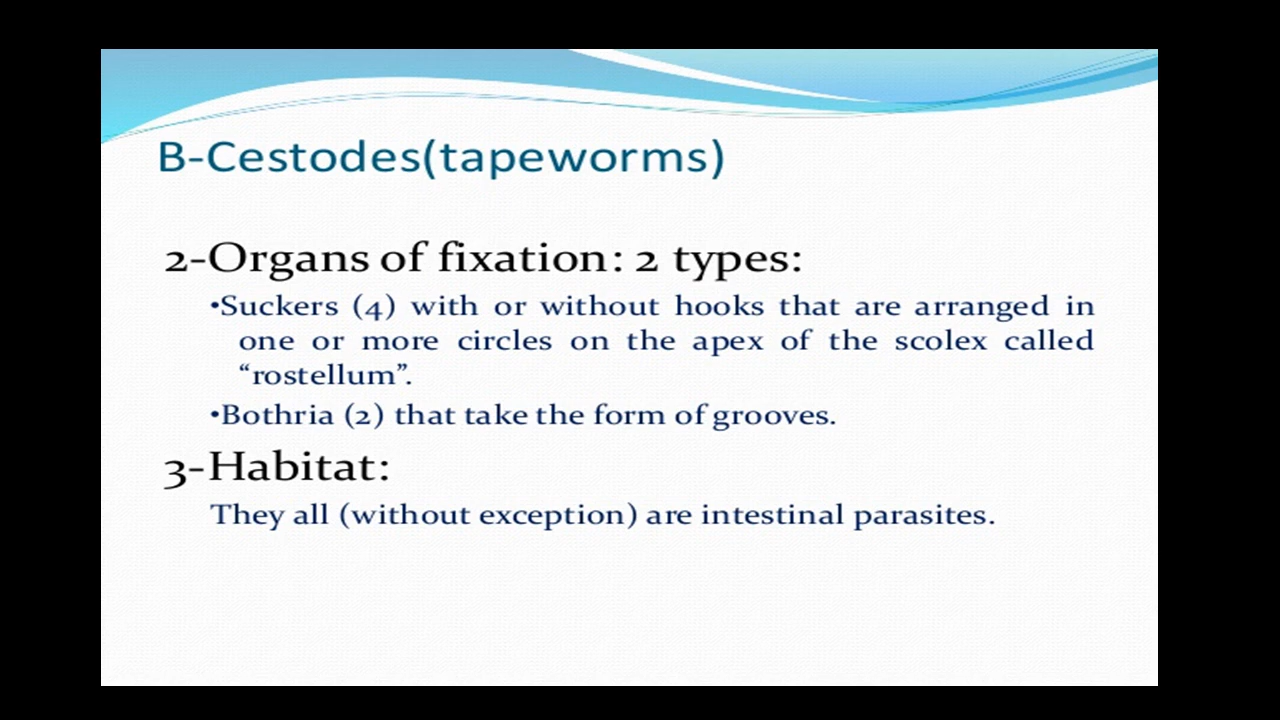 B-Cestodes(tapeworms)
2-Organs of fixation: 2 types:
•Suckers (4) with or without hooks that are arranged in
one or more circles on the apex of the scolex called
“rostellum”.
•Bothria (2) that take the form of grooves.
3-Habitat:
They all (without exception) are intestinal parasites.